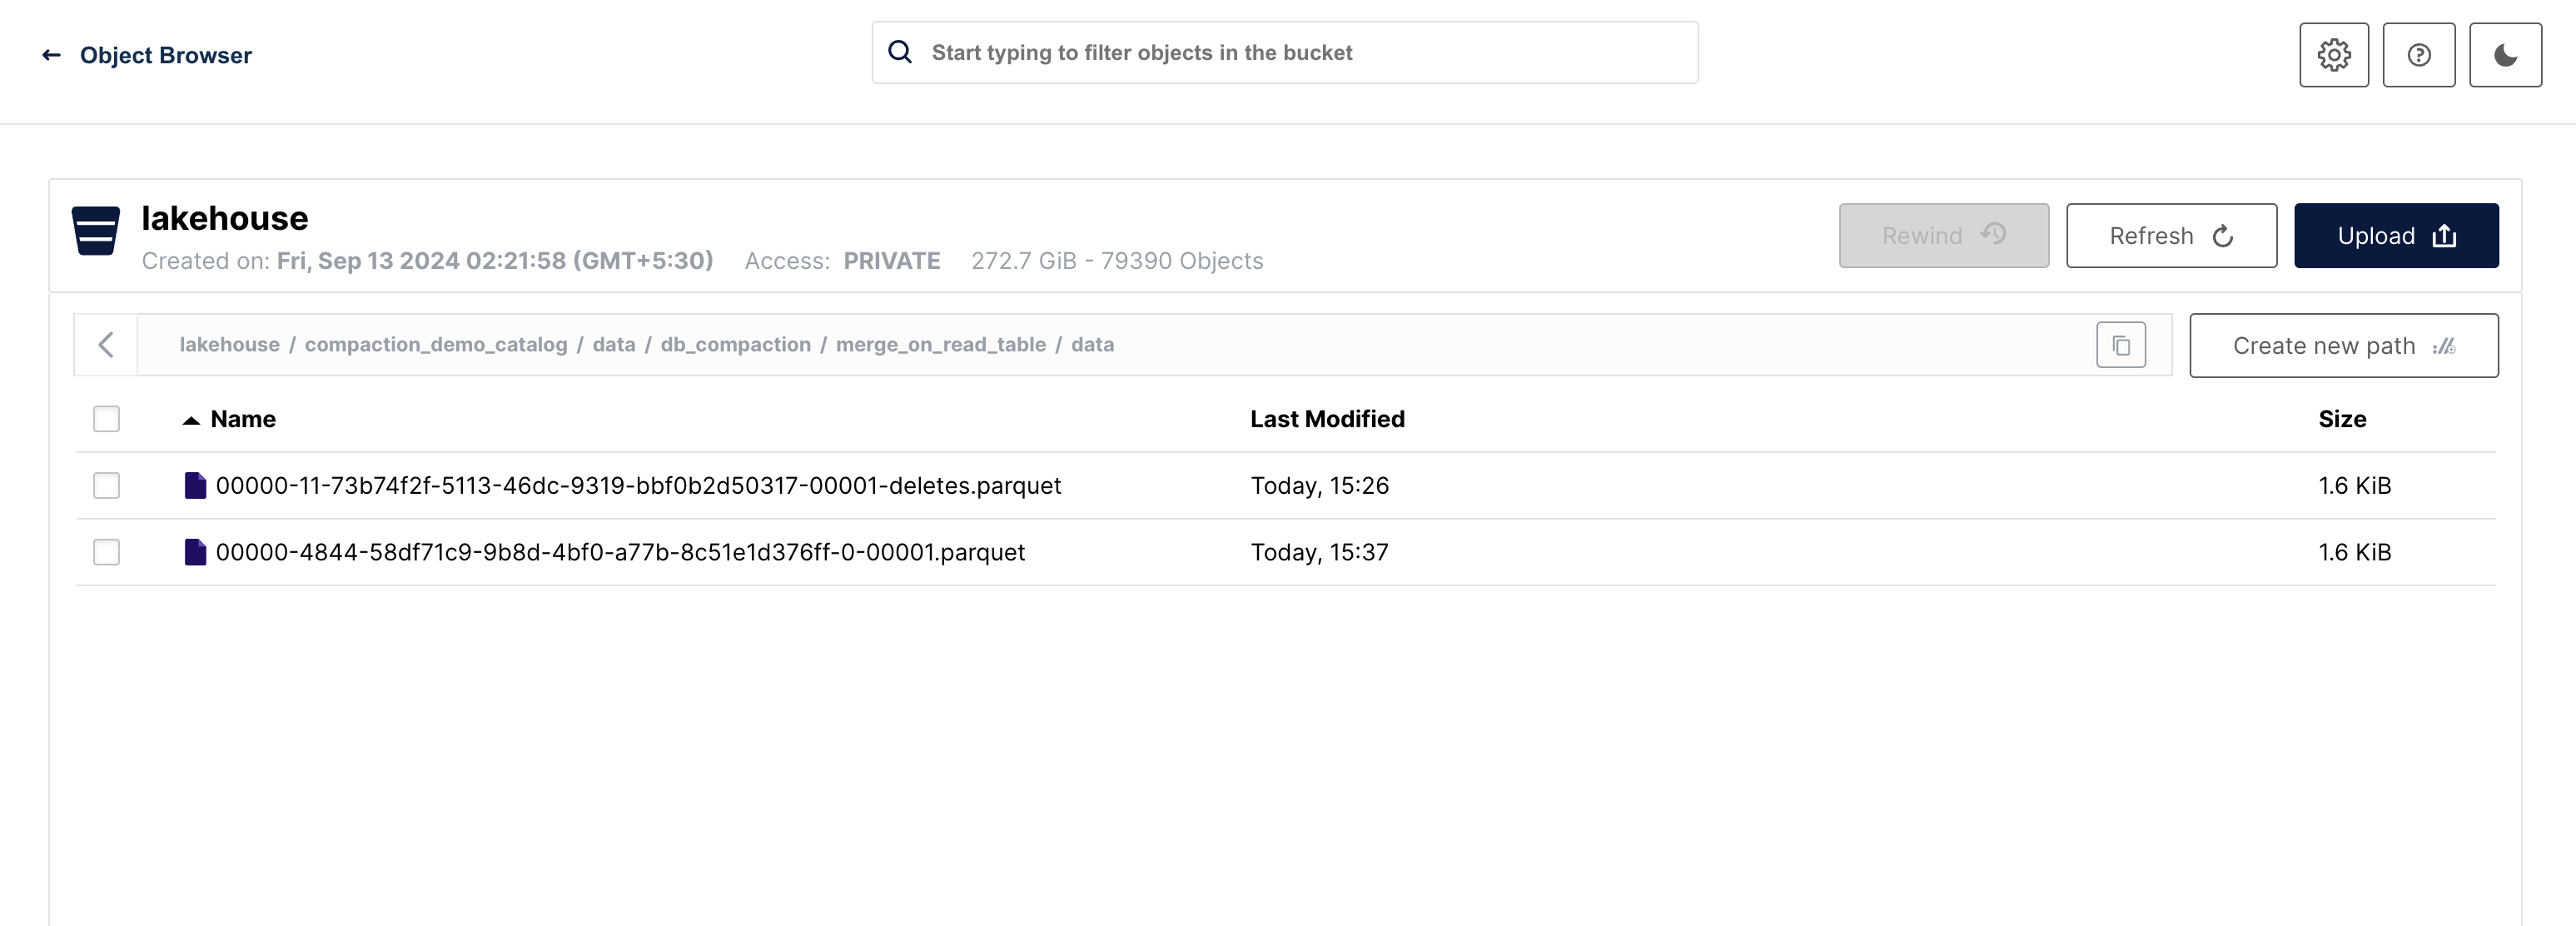 Object Browser
Start typing to filter objects in the bucket
lakehouse
Created on: Fri, Sep 13 2024 02:21:58 (GMT+5:30) Access: PRIVATE 272.7 GiB - 79390 Objects
Rewind
Refresh
Upload
lakehouse / compaction_demo_catalog / data / db_compaction / merge_on_read_table / data
Create new path
Name Last Modified Size
00000-11-73b74f2f-5113-46dc-9319-bbf0b2d50317-00001-deletes.parquet Today, 15:26 1.6 KiB
00000-4844-58df71c9-9b8d-4bf0-a77b-8c51e1d376ff-0-00001.parquet Today, 15:37 1.6 KiB